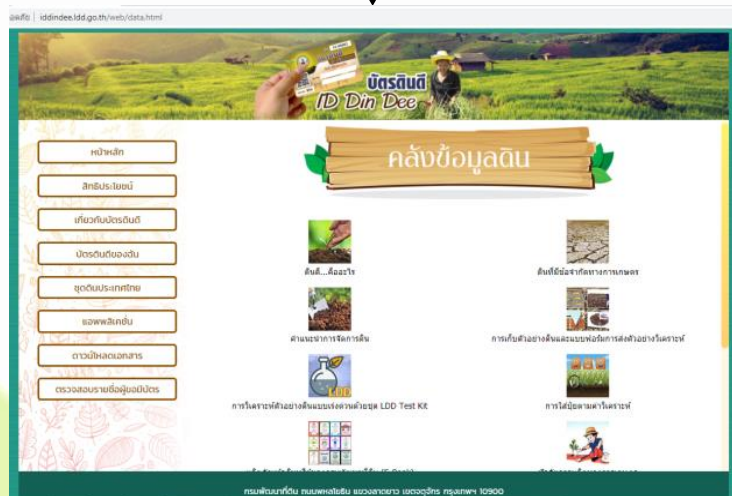 อดภัย | iddindee.ldd.go.th/web/data.html
บัตรดินดี
ID Din Dee
คลังข้อมูลดิน
หน้าหลัก
สิทธิประโยชน์
เกี่ยวกับบัตรดินดี
บัตรดินดีของฉัน
ชุดดินประเทศไทย
แอพพลิเคชั่น
ดาวน์โหลดเอกสาร
ตรวจสอบรายชื่อผู้ขอมีบัตร
ดินดี...คืออะไร
ดินที่มีข้อจำกัดทางการเกษตร
คำแนะนำการจัดการดิน
การเก็บตัวอย่างดินและแบบฟอร์มการส่งตัวอย่างวิเคราะห์
LDD
การวิเคราะห์ตัวอย่างดินแบบเร่งด่วนด้วยชุด LDD Test Kit
การใส่ปุ๋ยตามค่าวิเคราะห์
กรมพัฒนาที่ดิน ถนนพหลโยธิน แขวงลาดยาว เขตจตุจักร กรุงเทพฯ 10900